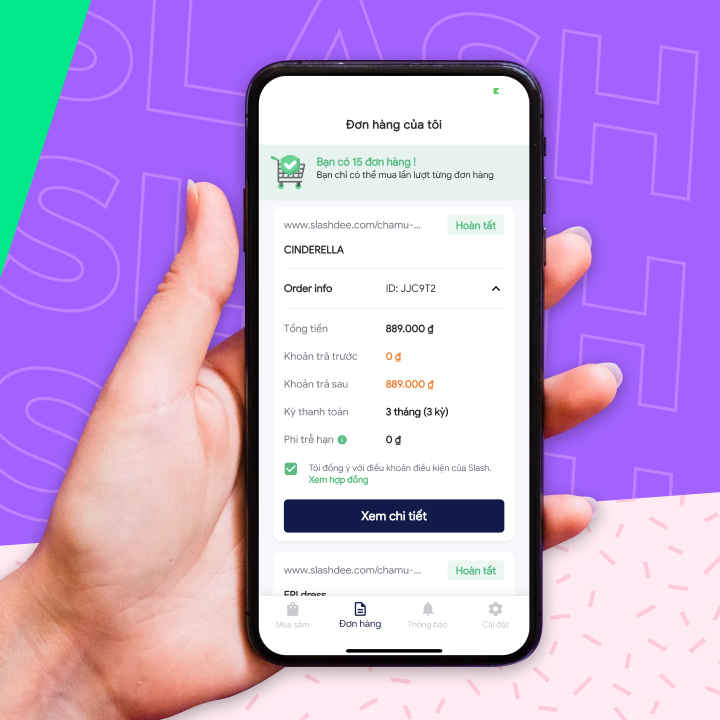 SLASH
SLASH
SLASH
Đơn hàng của tôi
Bạn có 15 đơn hàng !
Bạn chỉ có thể mua lần lượt từng đơn hàng
www.slashdee.com/chamu-...
Hoàn tất
CINDERELLA
Order info
ID: JJC9T2
Tổng tiền
889.000 ₫
Khoản trả trước
0 ₫
Khoản trả sau
889.000 ₫
Kỳ thanh toán
3 tháng (3 kỳ)
Phí trễ hạn
0 ₫
Tôi đồng ý với điều khoản điều kiện của Slash.
Xem hợp đồng
Xem chi tiết
www.slashdee.com/chamu-...
Hoàn tất
Mua sắm
Đơn hàng
Thông báo
Cài đặt